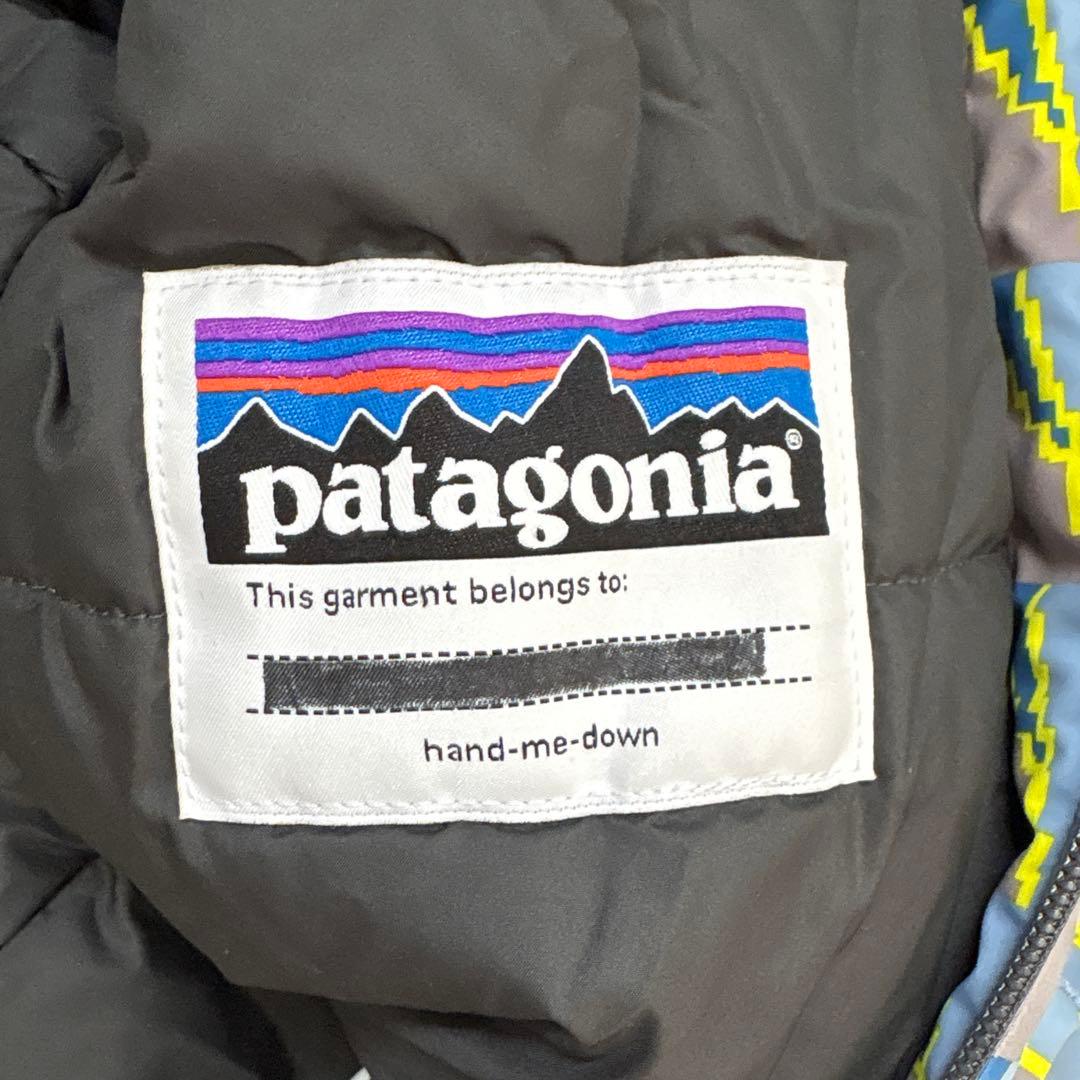 patagonia®
This garment belongs to:
hand-me-down